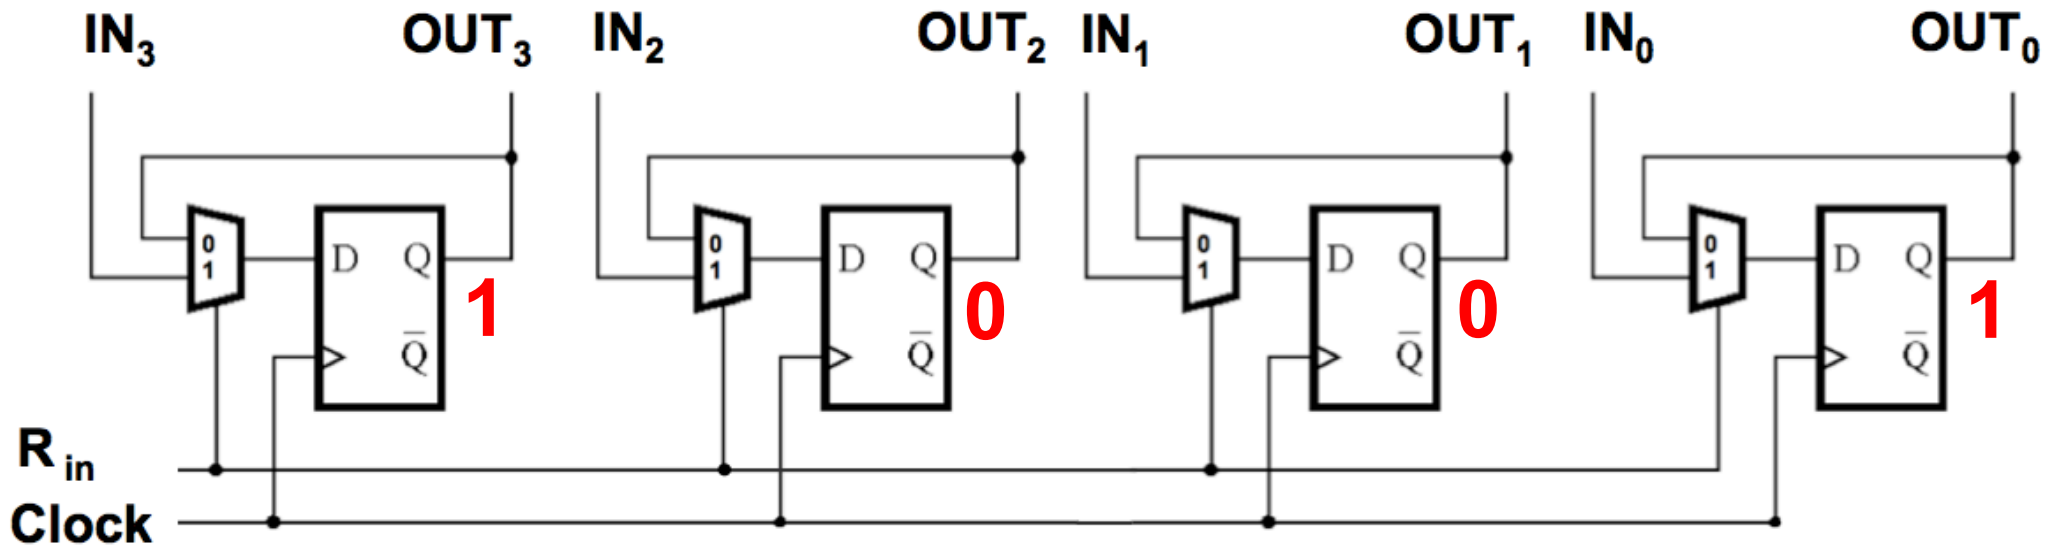 IN3 OUT3 IN2 OUT2 IN1 OUT1 IN0 OUT0
0 0 0 0
1 1 1 1
D Q D Q D Q D Q
1 0 0 1
Q̅ Q̅ Q̅ Q̅
R in
Clock